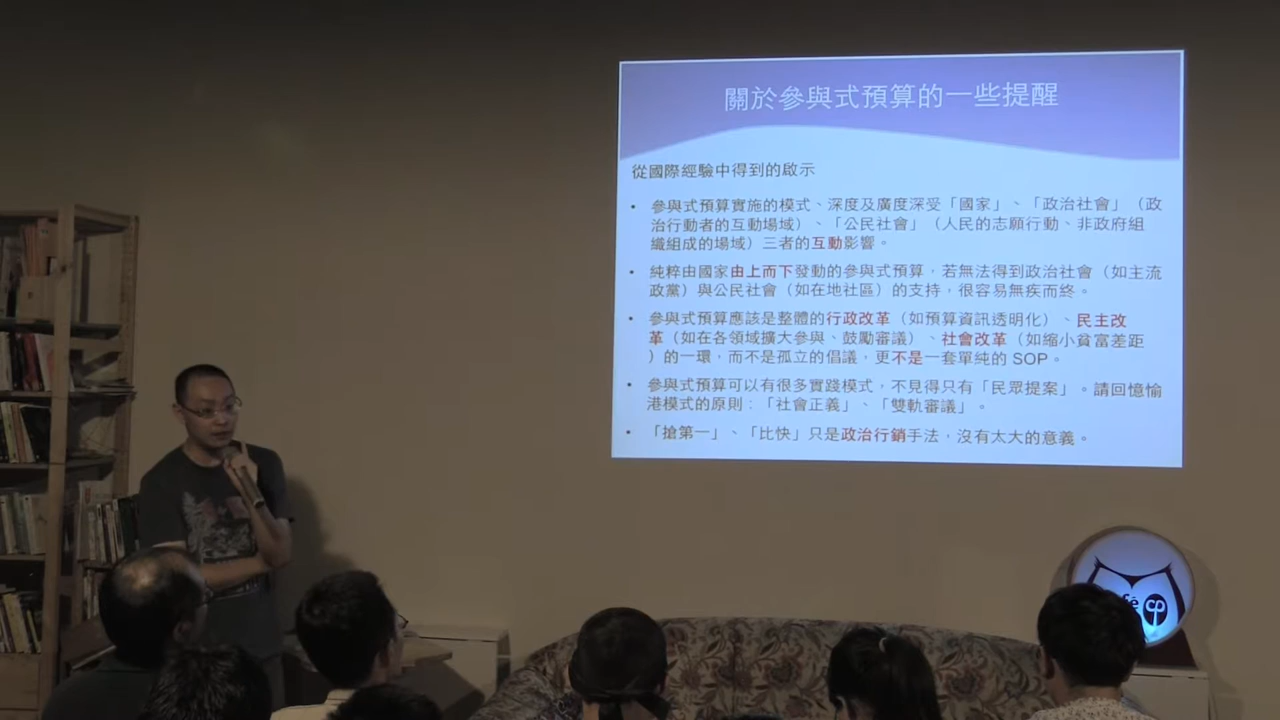 關於參與式預算的一些提醒
從國際經驗中得到的啟示
• 參與式預算實施的模式、深度及廣度深受「國家」、「政治社會」（政
治行動者的互動場域）、「公民社會」（人民的志願行動、非政府組
織組成的場域）三者的互動影響。
• 純粹由國家由上而下發動的參與式預算，若無法得到政治社會（如主流
政黨）與公民社會（如在地社區）的支持，很容易無疾而終。
• 參與式預算應該是整體的行政改革（如預算資訊透明化）、民主改
革（如在各領域擴大參與、鼓勵審議）、社會改革（如縮小貧富差距
）的一環，而不是孤立的倡議，更不是一套單純的 SOP。
• 參與式預算可以有很多實踐模式，不見得只有「民眾提案」。請回憶愉
港模式的原則：「社會正義」、「雙軌審議」。
• 「搶第一」、「比快」只是政治行銷手法，沒有太大的意義。